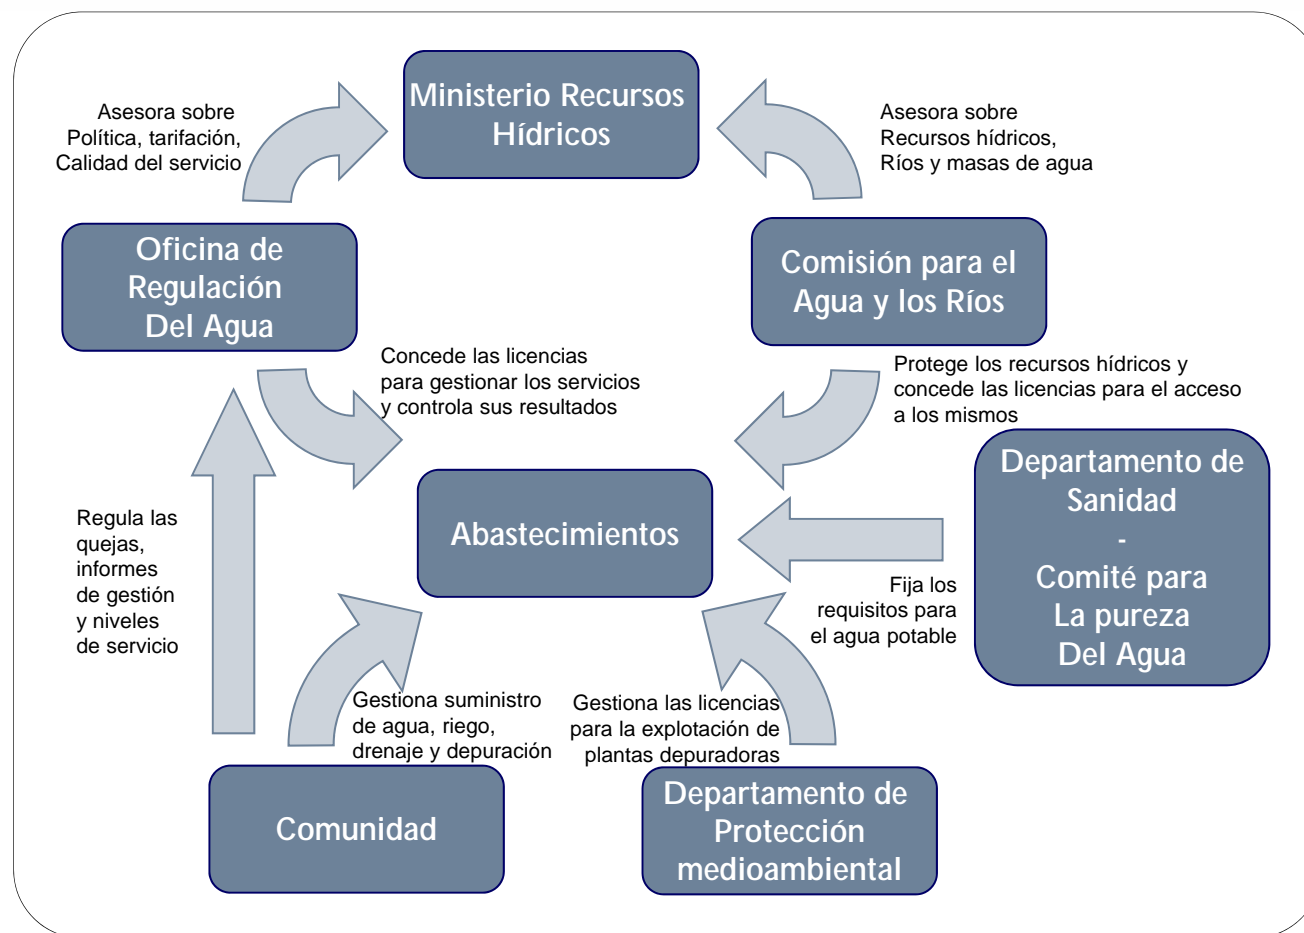 Ministerio Recursos
Hídricos
Asesora sobre
Política, tarifación,
Calidad del servicio
Asesora sobre
Recursos hídricos,
Ríos y masas de agua
Oficina de
Regulación
Del Agua
Comisión para el
Agua y los Ríos
Concede las licencias
para gestionar los servicios
y controla sus resultados
Protege los recursos hídricos y
concede las licencias para el acceso
a los mismos
Departamento de
Sanidad
-
Comité para
La pureza
Del Agua
Abastecimientos
Regula las
quejas,
informes
de gestión
y niveles
de servicio
Fija los
requisitos para
el agua potable
Gestiona suministro
de agua, riego,
drenaje y depuración
Gestiona las licencias
para la explotación de
plantas depuradoras
Comunidad
Departamento de
Protección
medioambiental